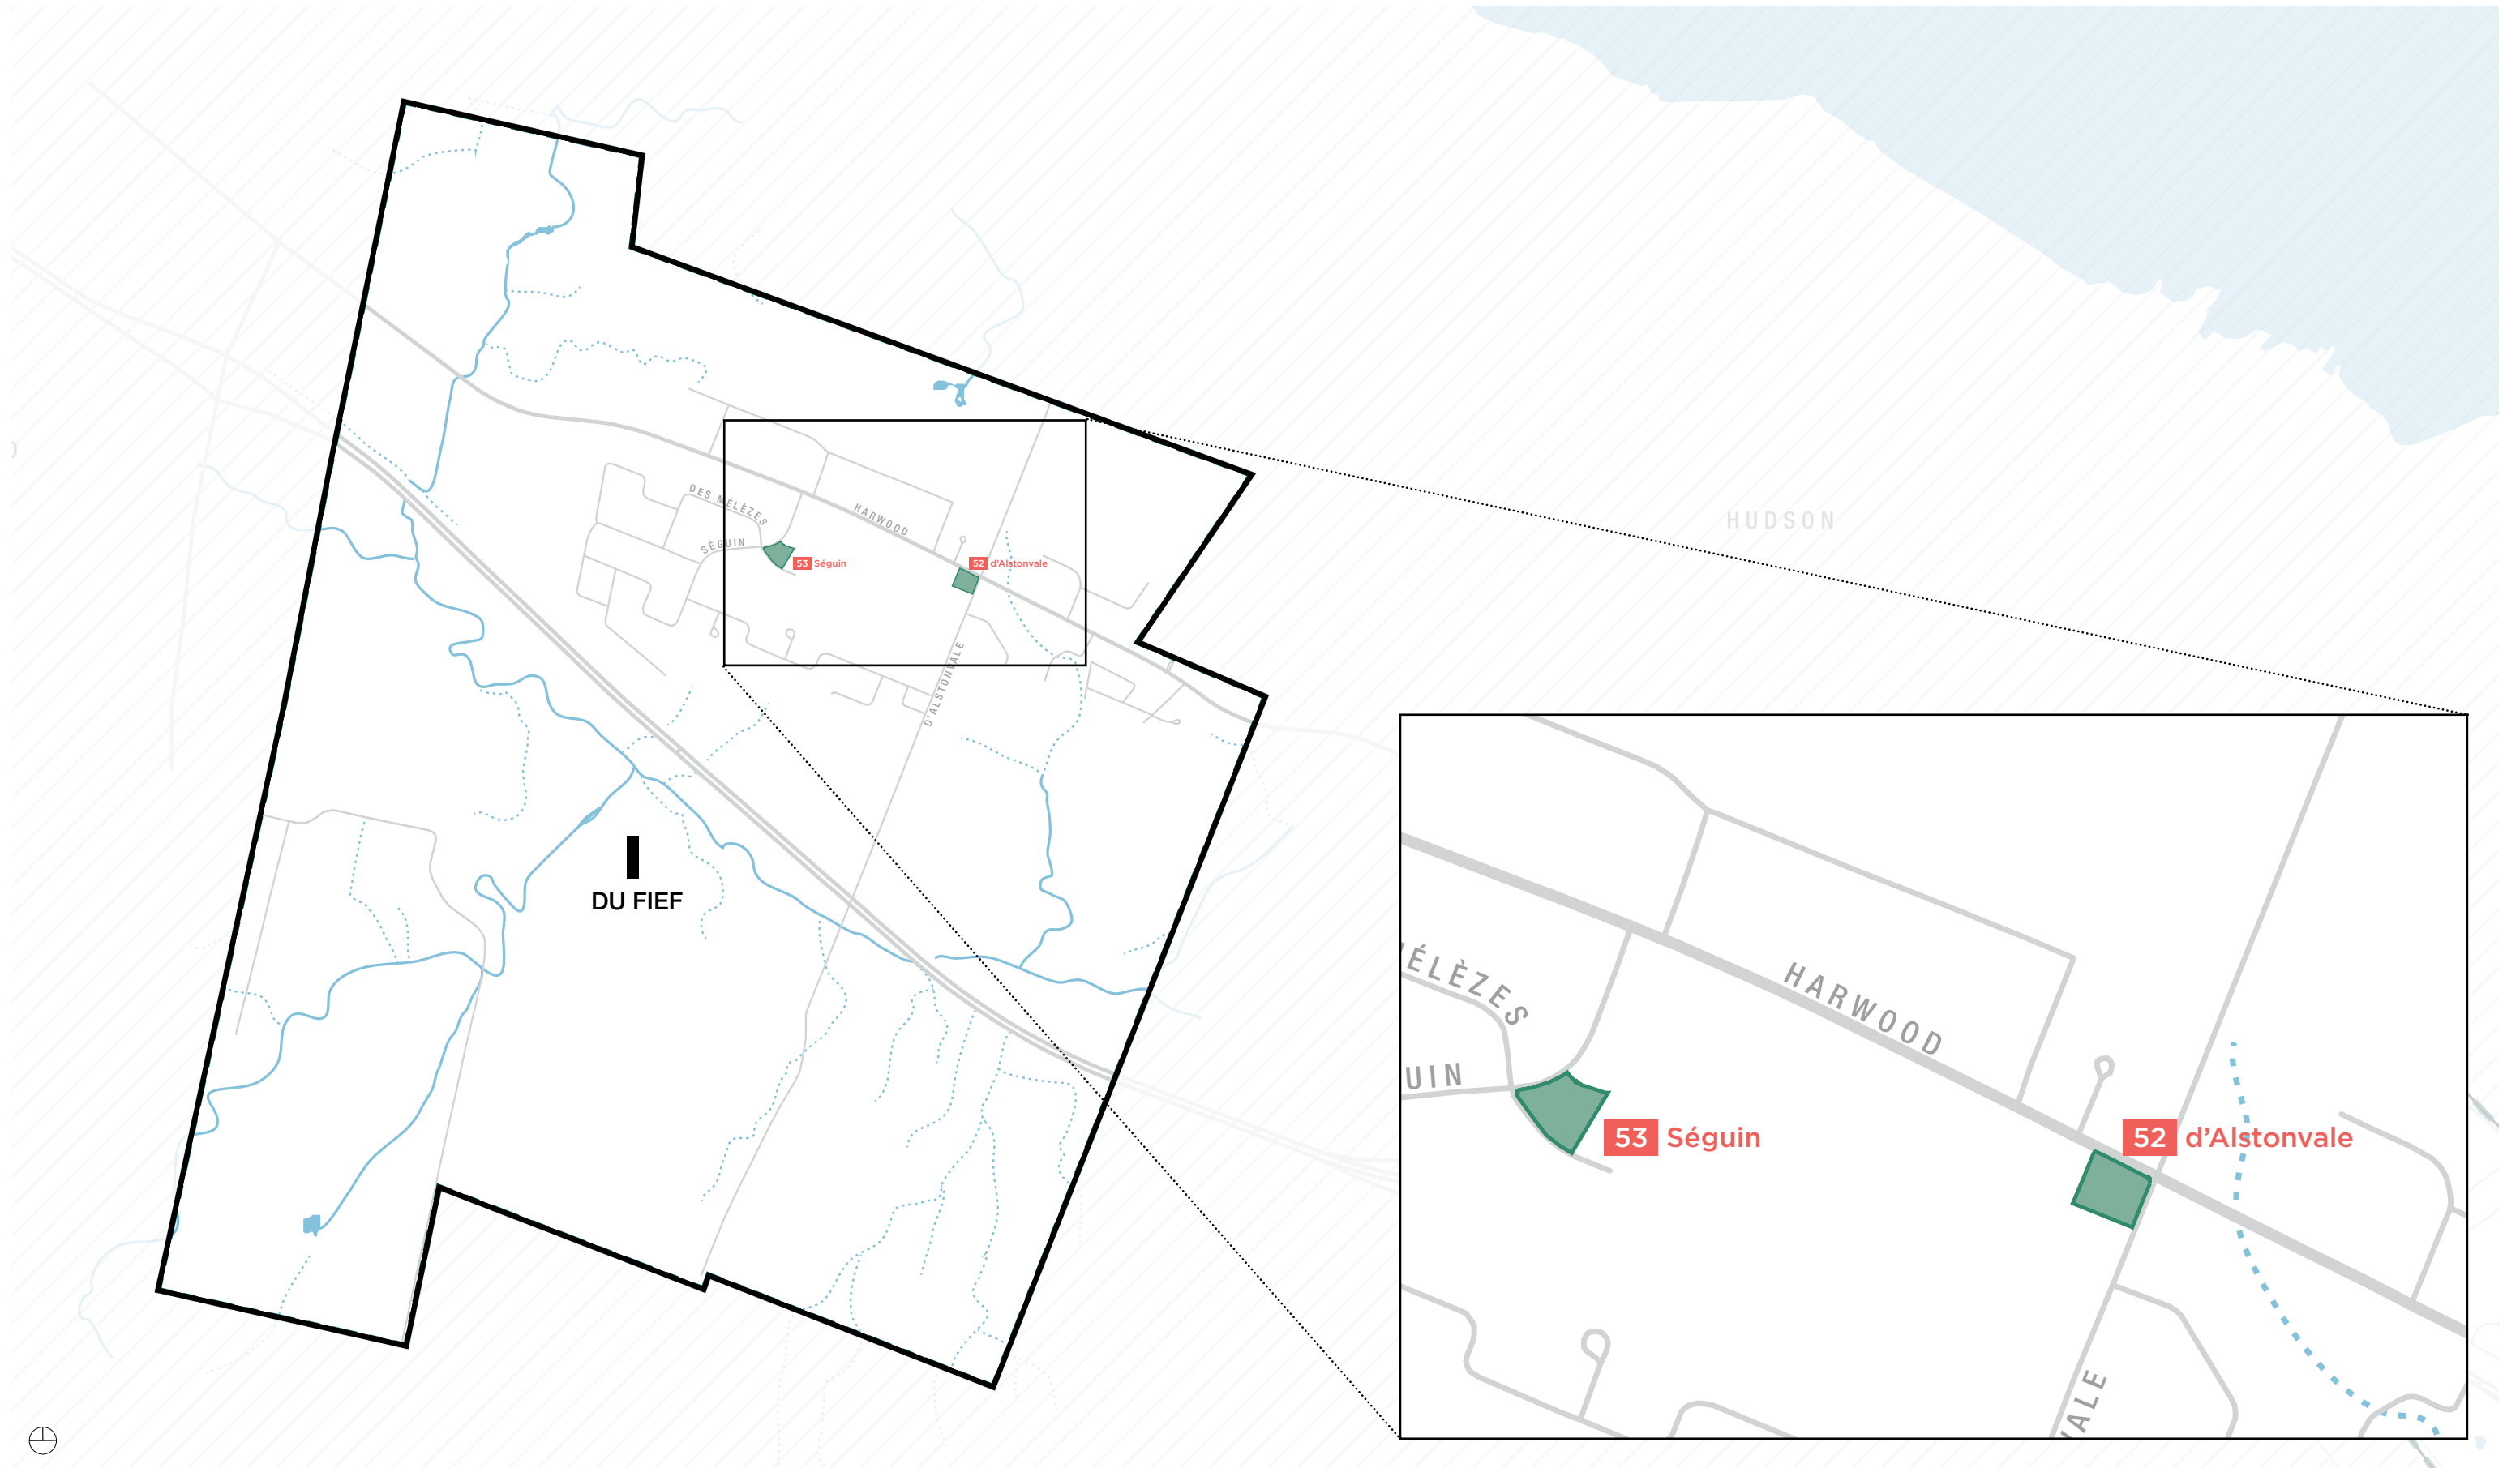 HUDSON
DES MÉLÈZES
HARWOOD
SÉGUIN
53 Séguin
52 d'Alstonvale
D'ALSTONVALE
DU FIEF
ÉLÈZES
HARWOOD
UIN
53 Séguin
52 d'Alstonvale
VALE